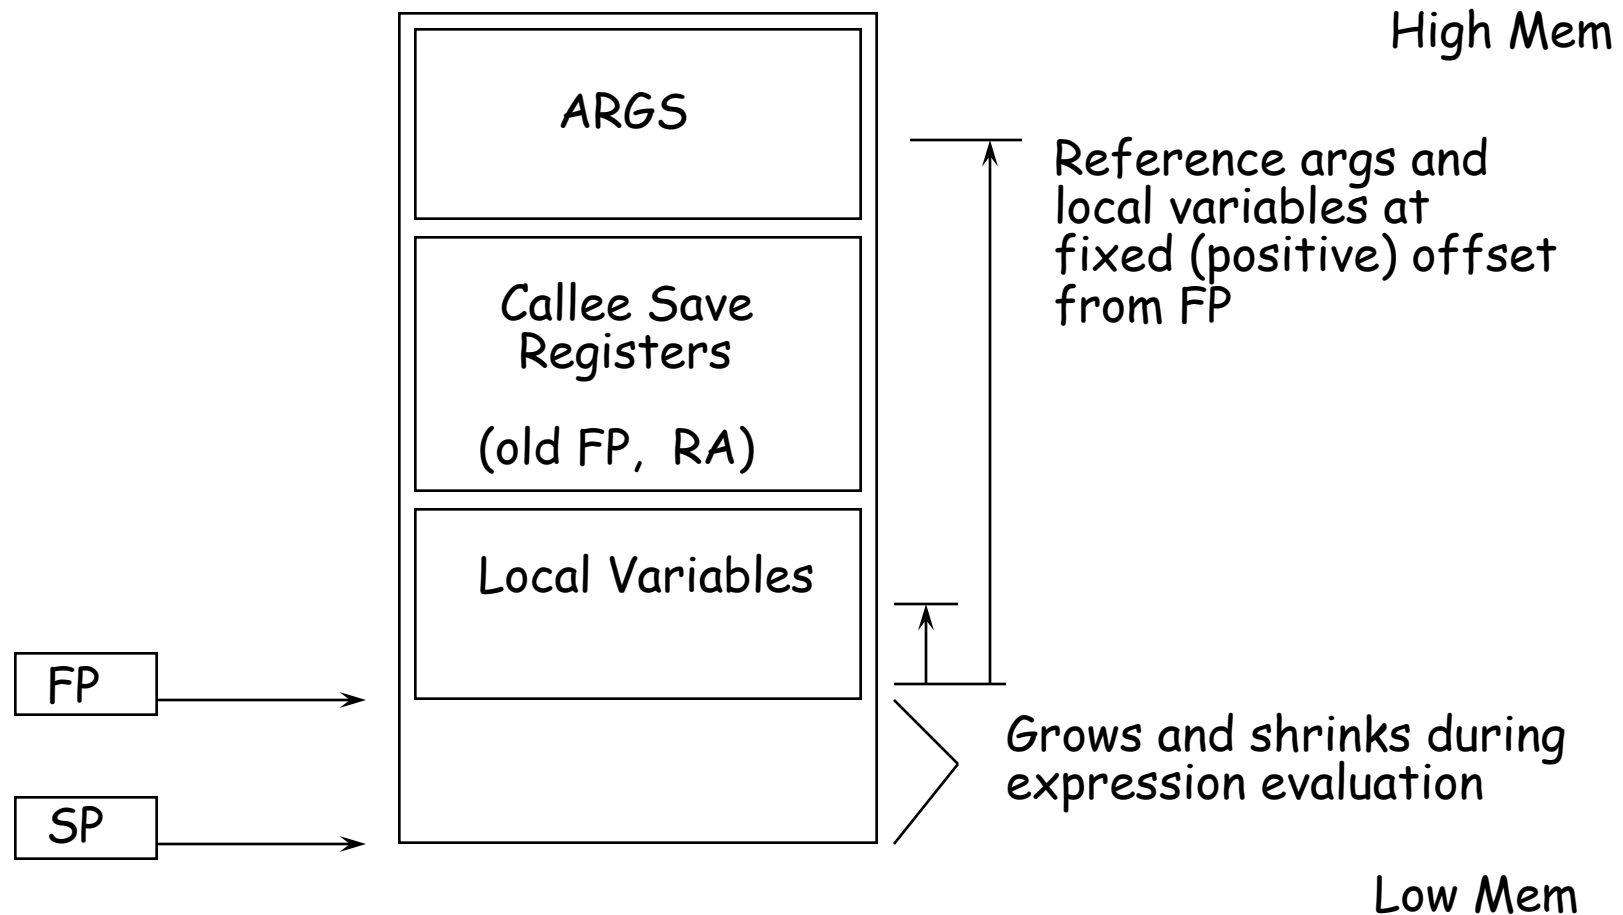 High Mem
ARGS
Reference args and
local variables at
fixed (positive) offset
from FP
Callee Save
Registers
(old FP, RA)
Local Variables
FP
Grows and shrinks during
expression evaluation
SP
Low Mem